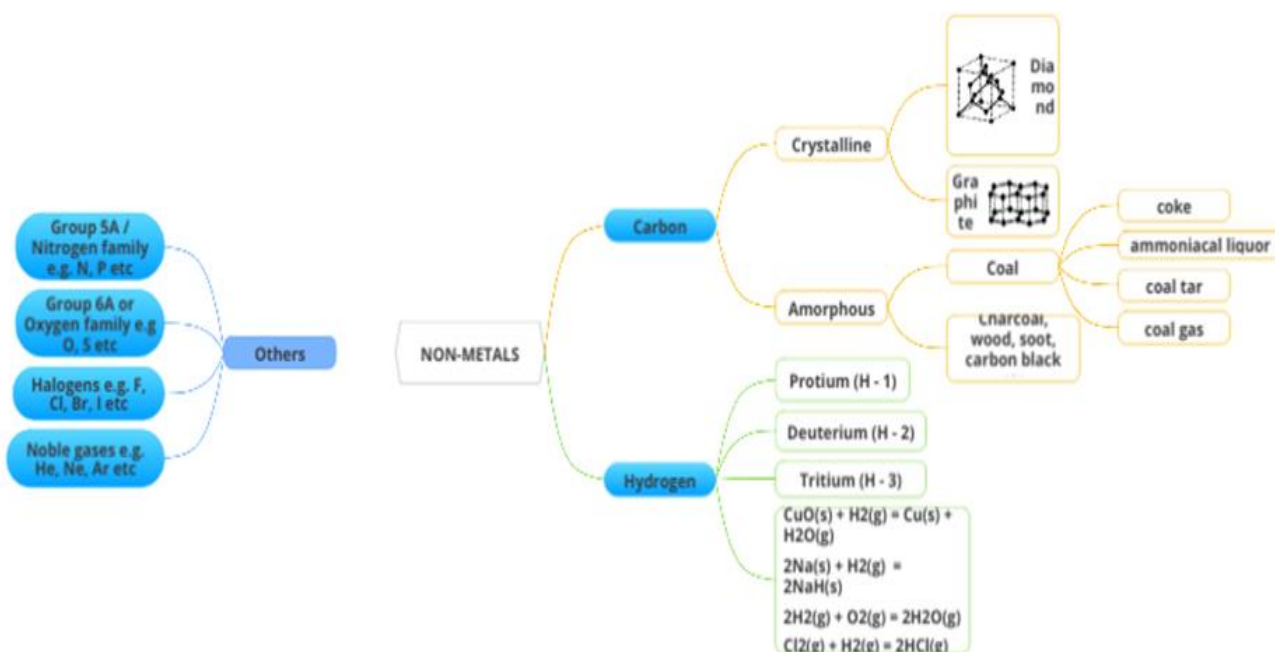 Group 5A /
Nitrogen family
e.g. N, P etc
Group 6A or
Oxygen family e.g
O, S etc
Halogens e.g. F,
Cl, Br, I etc
Noble gases e.g.
He, Ne, Ar etc
Others
NON-METALS
Carbon
Crystalline
Dia
mo
nd
Gra
phi
te
Amorphous
Coal
coke
ammoniacal liquor
coal tar
coal gas
Charcoal,
wood, soot,
carbon black
Hydrogen
Protium (H - 1)
Deuterium (H - 2)
Tritium (H - 3)
CuO(s) + H2(g) = Cu(s) +
H2O(g)
2Na(s) + H2(g) =
2NaH(s)
2H2(g) + O2(g) = 2H2O(g)
Cl2(g) + H2(g) = 2HCl(g)